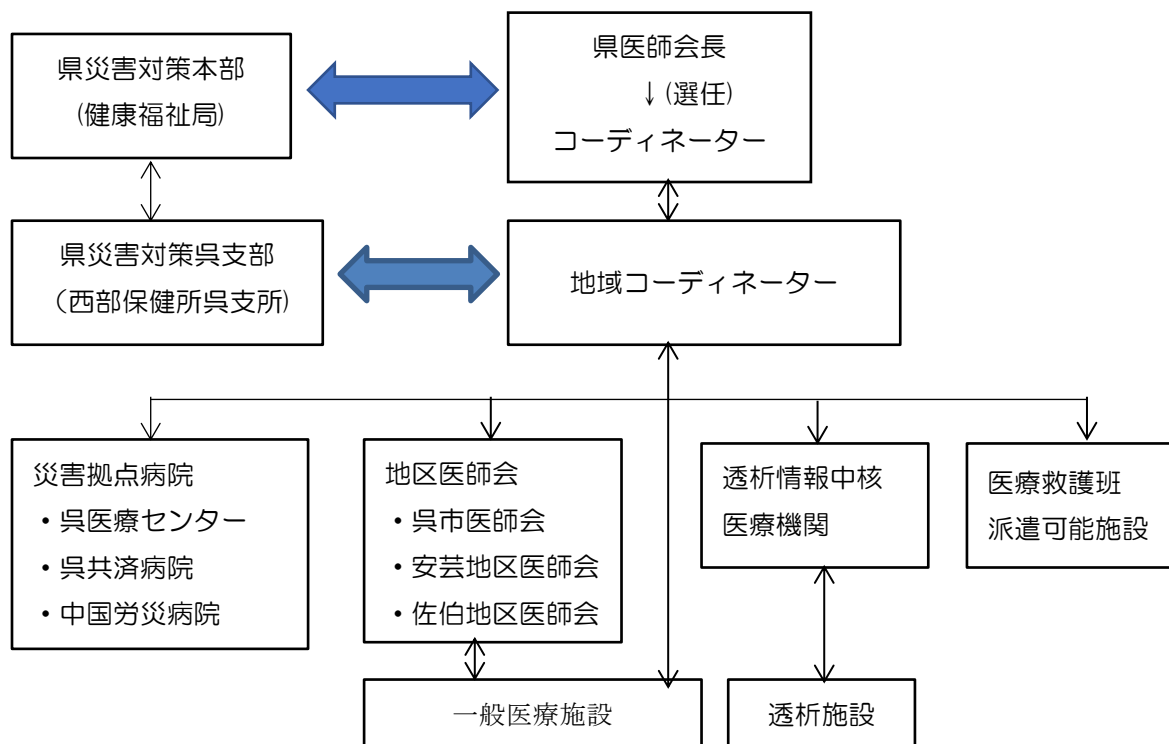 県災害対策本部
(健康福祉局)
県医師会長
↓(選任)
コーディネーター
県災害対策呉支部
（西部保健所呉支所)
地域コーディネーター
災害拠点病院
・呉医療センター
・呉共済病院
・中国労災病院
地区医師会
・呉市医師会
・安芸地区医師会
・佐伯地区医師会
透析情報中核
医療機関
医療救護班
派遣可能施設
一般医療施設
透析施設